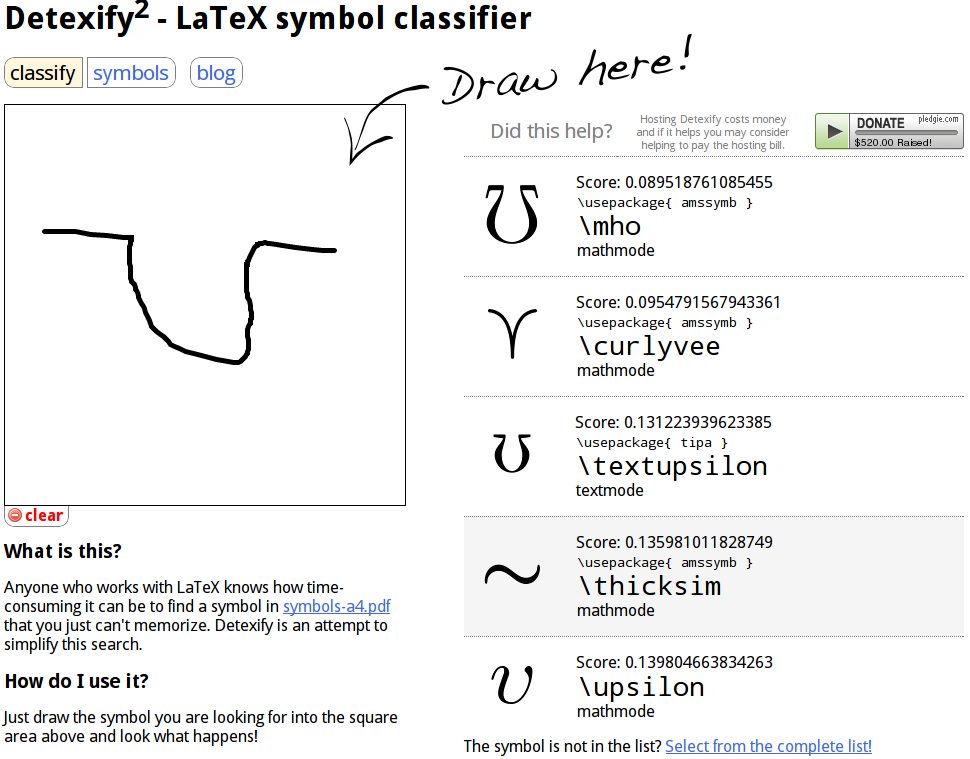 Detexify2 - LaTeX symbol classifier
classify symbols blog
Draw here!
Did this help?
Hosting Detexify costs money
and if it helps you may consider
helping to pay the hosting bill.
DONATE pledgie.com
$520.00 Raised!
℧
Score: 0.089518761085455
\usepackage{ amssymb }
\mho
mathmode
⋎
Score: 0.0954791567943361
\usepackage{ amssymb }
\curlyvee
mathmode
ʊ
Score: 0.131223939623385
\usepackage{ tipa }
\textupsilon
textmode
∼
Score: 0.135981011828749
\usepackage{ amssymb }
\thicksim
mathmode
υ
Score: 0.139804663834263
\upsilon
mathmode
The symbol is not in the list? Select from the complete list!
clear
What is this?
Anyone who works with LaTeX knows how time-
consuming it can be to find a symbol in symbols-a4.pdf
that you just can't memorize. Detexify is an attempt to
simplify this search.
How do I use it?
Just draw the symbol you are looking for into the square
area above and look what happens!